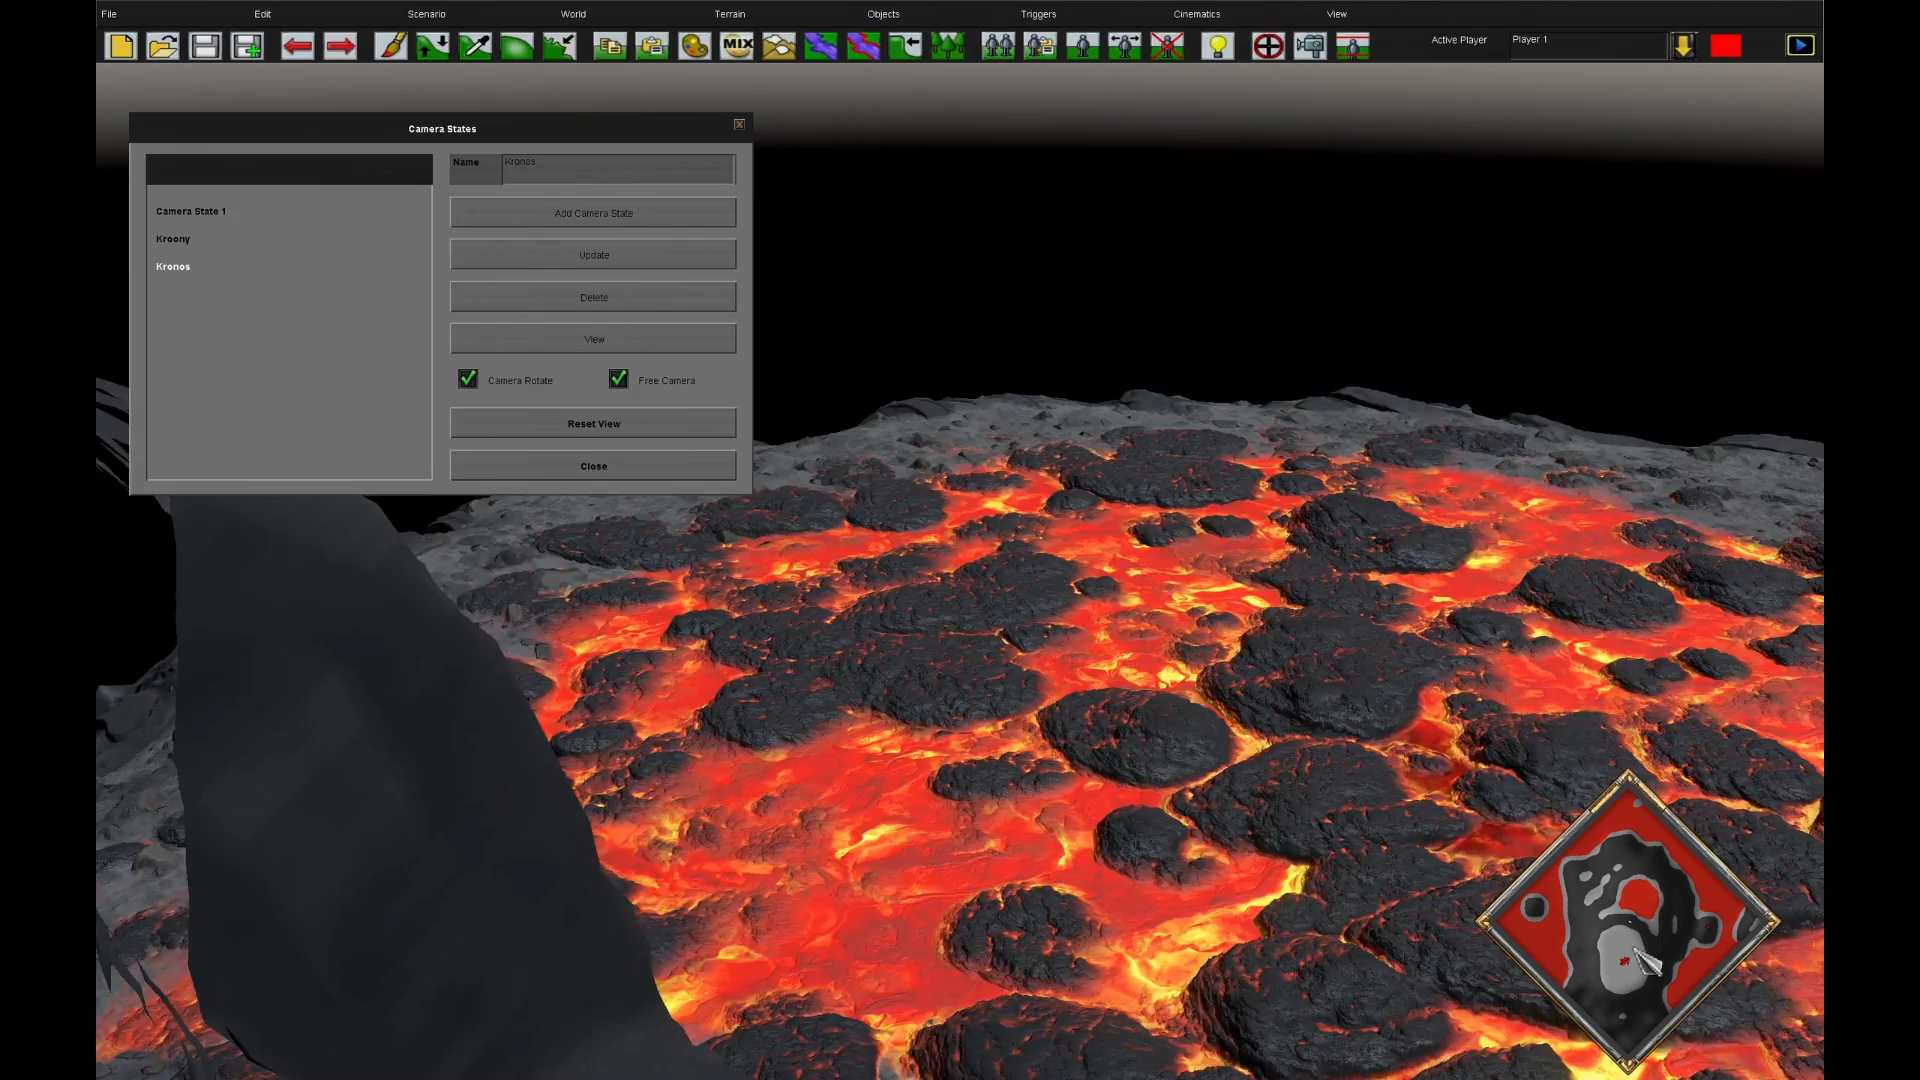 File Edit Scenario World Terrain Objects Triggers Cinematics View
MIX Active Player Player 1
Camera States
Name Kronos
Camera State 1
Kroony
Kronos
Add Camera State
Update
Delete
View
Camera Rotate Free Camera
Reset View
Close